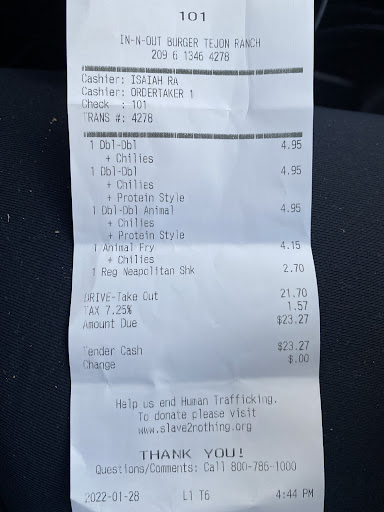 101
IN-N-OUT BURGER TEJON RANCH
209 6 1346 4278
Cashier: ISAIAH RA
Cashier: ORDERTAKER 1
Check : 101
TRANS #: 4278
1 Dbl-Dbl 4.95
+ Chilies
1 Dbl-Dbl 4.95
+ Chilies
+ Protein Style
1 Dbl-Dbl Animal 4.95
+ Chilies
+ Protein Style
1 Animal Fry 4.15
+ Chilies
1 Reg Neapolitan Shk 2.70
DRIVE-Take Out 21.70
TAX 7.25% 1.57
Amount Due $23.27
Tender Cash $23.27
Change $.00
Help us end Human Trafficking.
To donate please visit
www.slave2nothing.org
THANK YOU!
Questions/Comments: Call 800-786-1000
2022-01-28 L1 T6 4:44 PM